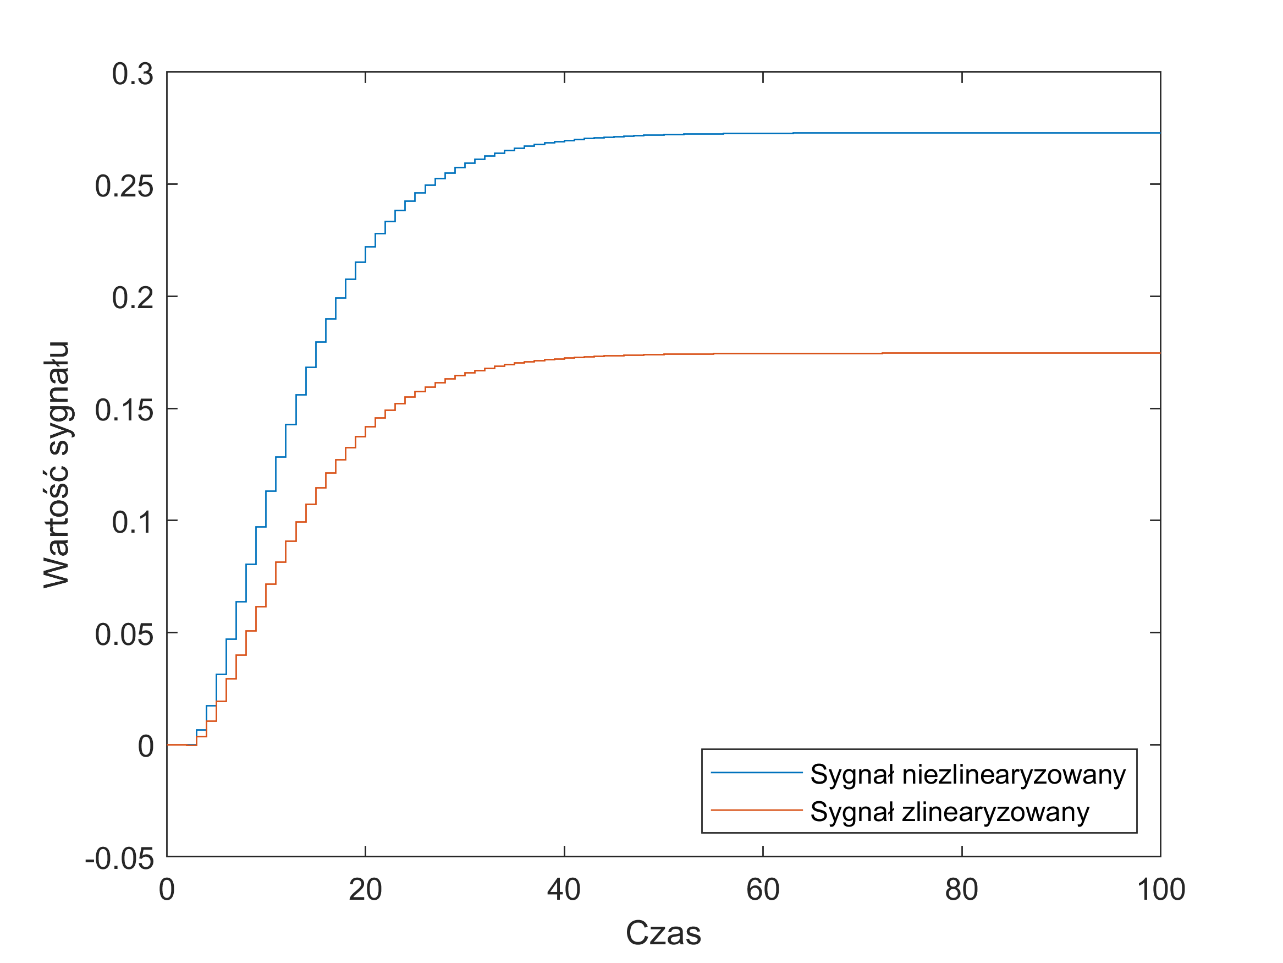 0.3
0.25
0.2
0.15
0.1
0.05
0
-0.05
Wartość sygnału
0 20 40 60 80 100
Czas
Sygnał niezlinearyzowany
Sygnał zlinearyzowany